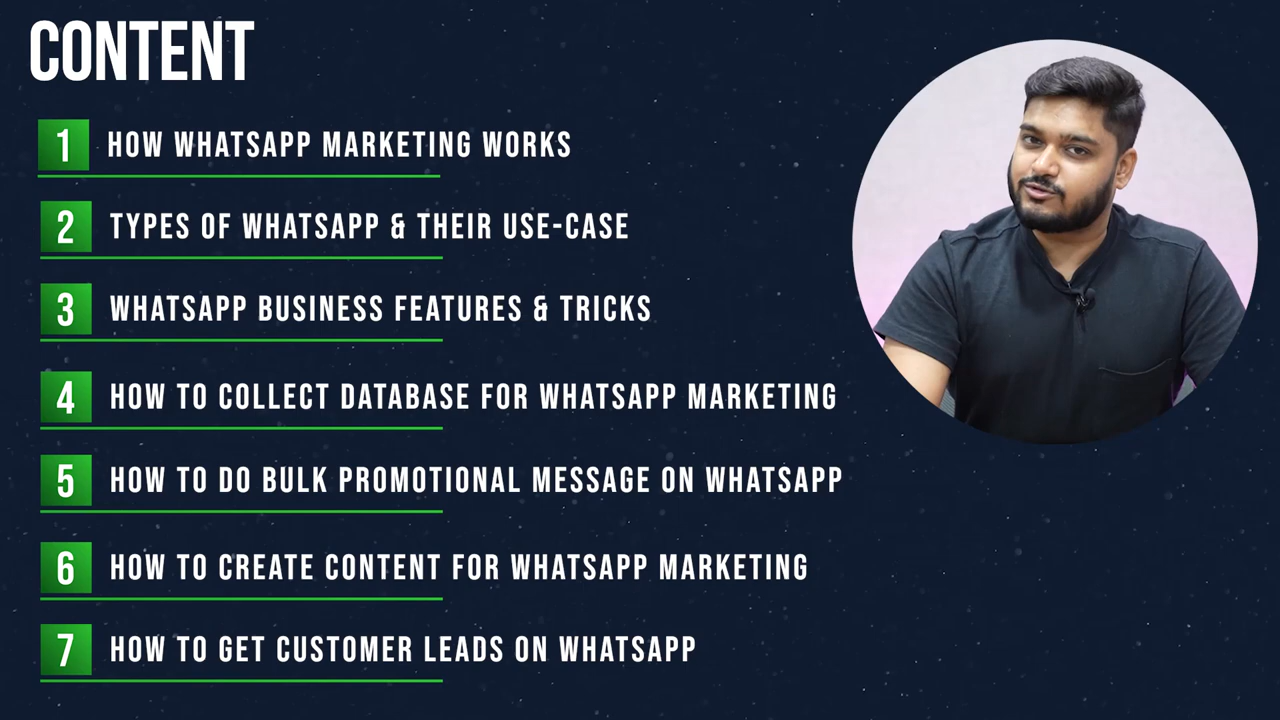 CONTENT
1 HOW WHATSAPP MARKETING WORKS
2 TYPES OF WHATSAPP & THEIR USE-CASE
3 WHATSAPP BUSINESS FEATURES & TRICKS
4 HOW TO COLLECT DATABASE FOR WHATSAPP MARKETING
5 HOW TO DO BULK PROMOTIONAL MESSAGE ON WHATSAPP
6 HOW TO CREATE CONTENT FOR WHATSAPP MARKETING
7 HOW TO GET CUSTOMER LEADS ON WHATSAPP